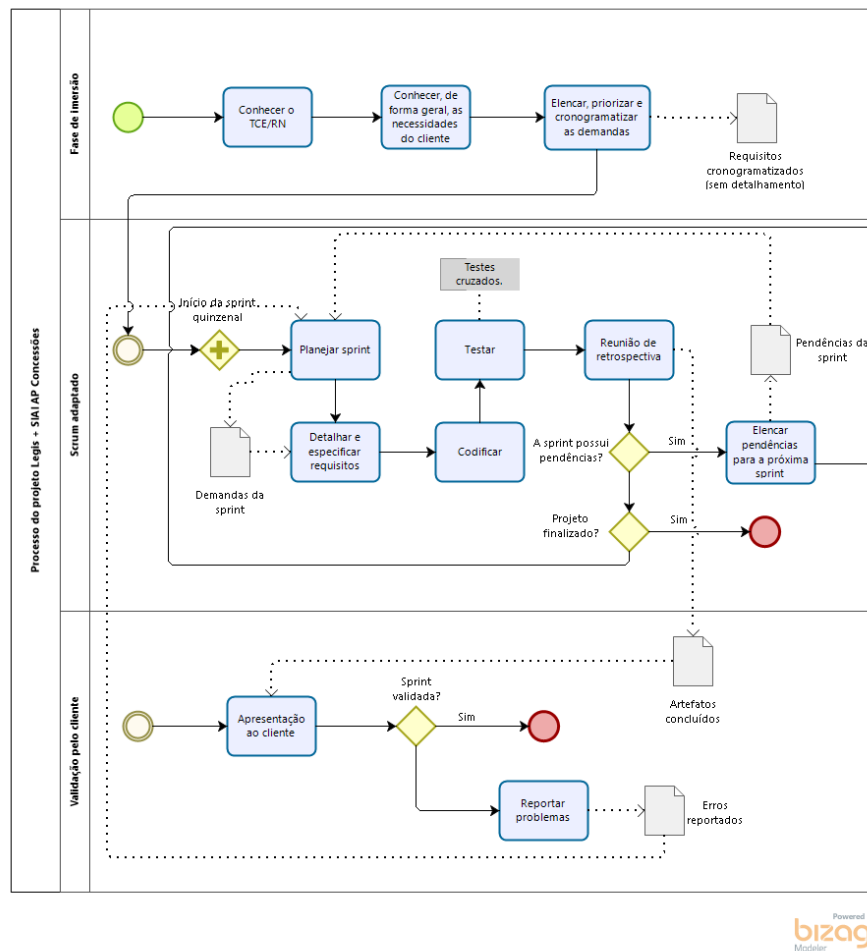 Processo do projeto Legis + SIAI AP Concessões
Fase de imersão
Conhecer o
TCE/RN
Conhecer, de
forma geral, as
necessidades
do cliente
Elencar, priorizar e
cronogramatizar
as demandas
Requisitos
cronogramatizados
(sem detalhamento)
Scrum adaptado
Início da sprint
quinzenal
Planejar sprint
Testes
cruzados.
Testar
Reunião de
retrospectiva
Pendências da
sprint
Demandas da
sprint
Detalhar e
especificar
requisitos
Codificar
A sprint possui
pendências?
Sim
Elencar
pendências
para a próxima
sprint
Projeto
finalizado?
Sim
Validação pelo cliente
Apresentação
ao cliente
Sprint
validada?
Sim
Artefatos
concluídos
Reportar
problemas
Erros
reportados
Powered
bizag
Modeler